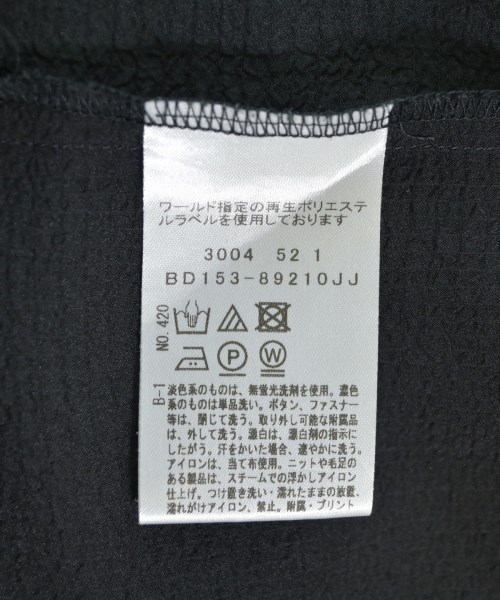 ワールド指定の再生ポリエステ
ルラベルを使用しております
3004 52 1
BD153-89210JJ
NO.420
P
W
B-1
淡色系のものは、無蛍光洗剤を使用。濃色
系のものは単品洗い。ボタン、ファスナー
等は、閉じて洗う。取り外し可能な附属品
は、外して洗う。漂白は、漂白剤の指示に
したがう。汗をかいた場合、速やかに洗う。
アイロンは、当て布使用。ニットや毛足の
ある製品は、スチームでの浮かしアイロン
仕上げ。つけ置き洗い・濡れたままの放置、
濡れがけアイロン、禁止。附属・プリント